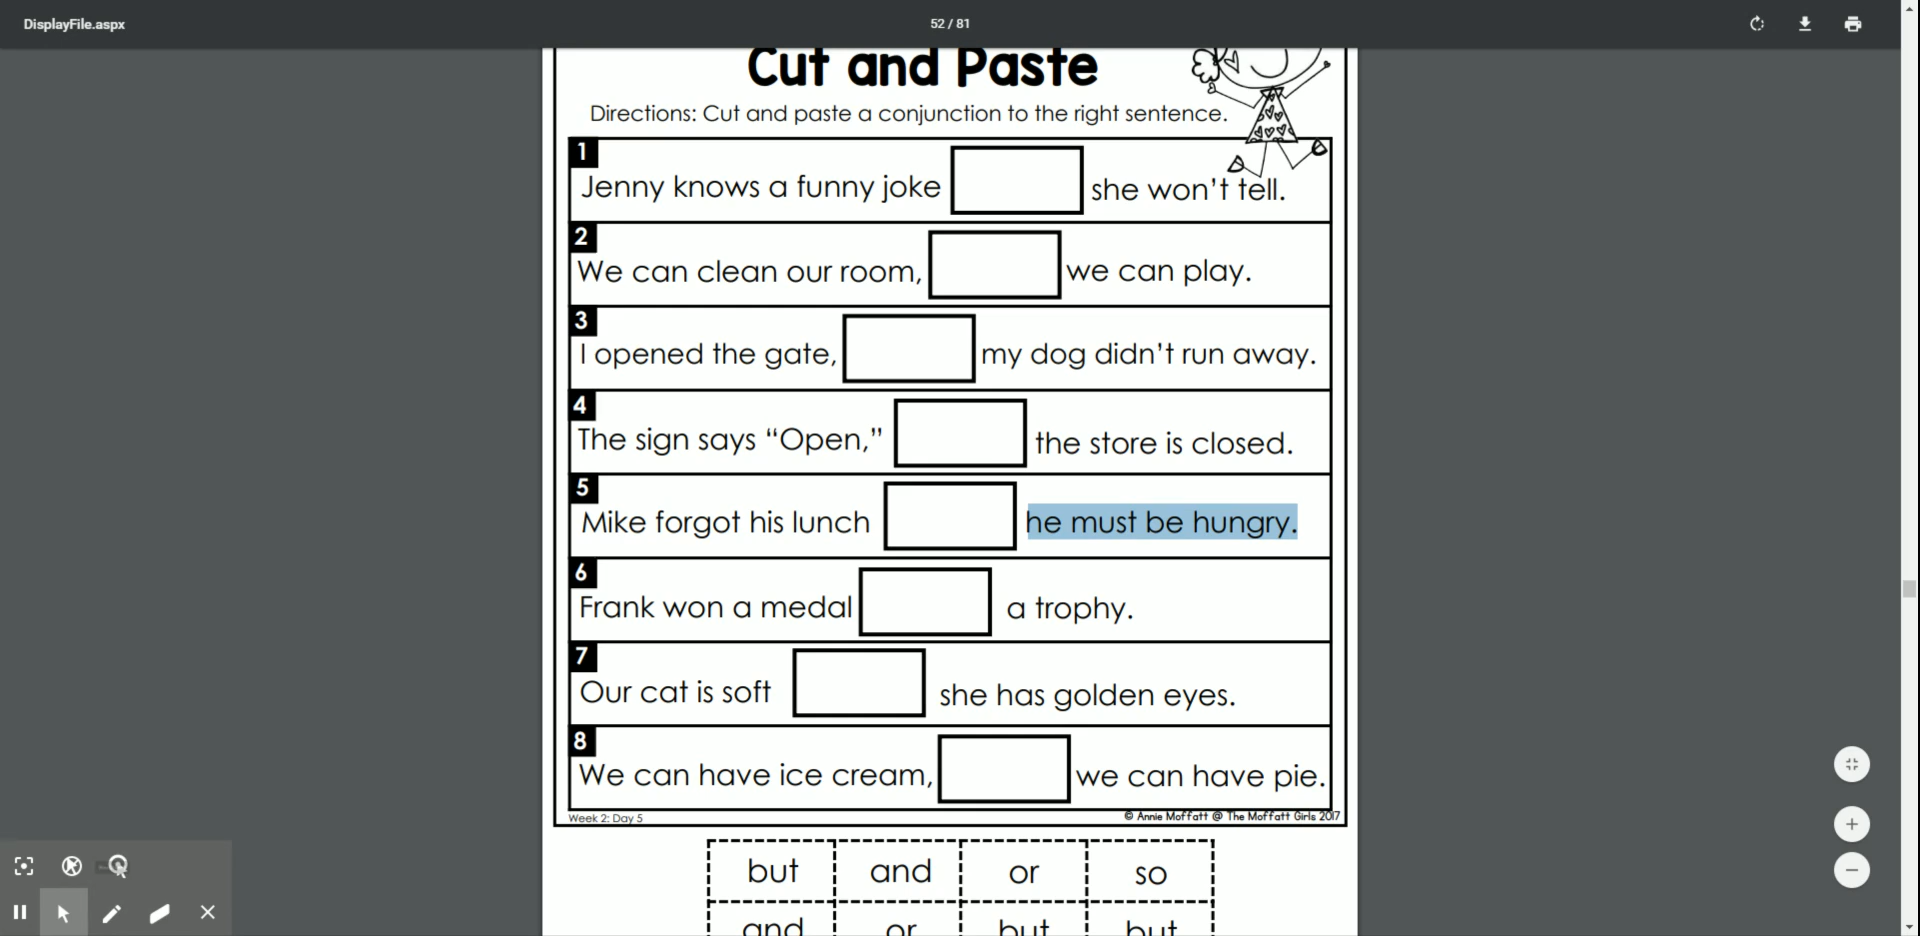 DisplayFile.aspx
52 / 81
Cut and Paste
Directions: Cut and paste a conjunction to the right sentence.
1
Jenny knows a funny joke she won't tell.
2
We can clean our room, we can play.
3
I opened the gate, my dog didn't run away.
4
The sign says “Open,” the store is closed.
5
Mike forgot his lunch he must be hungry.
6
Frank won a medal a trophy.
7
Our cat is soft she has golden eyes.
8
We can have ice cream, we can have pie.
Week 2: Day 5 © Annie Moffatt @ The Moffatt Girls 2017
but and or so
and or but but